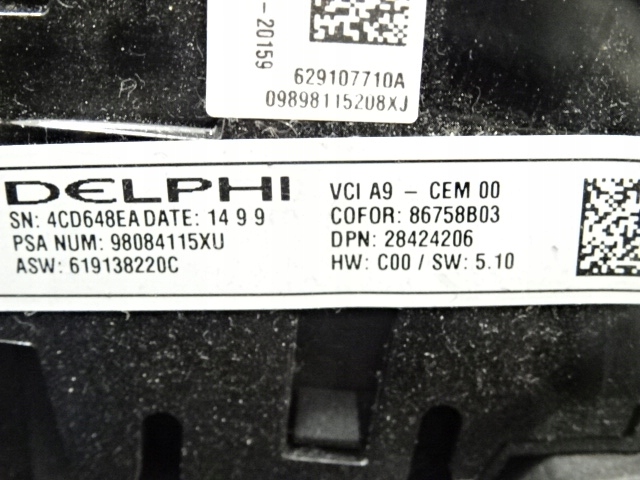 -20159
629107710A
09898115208XJ
DELPHI
SN: 4CD648EA DATE: 14 9 9
PSA NUM: 98084115XU
ASW: 619138220C
VCI A9 - CEM 00
COFOR: 86758B03
DPN: 28424206
HW: C00 / SW: 5.10